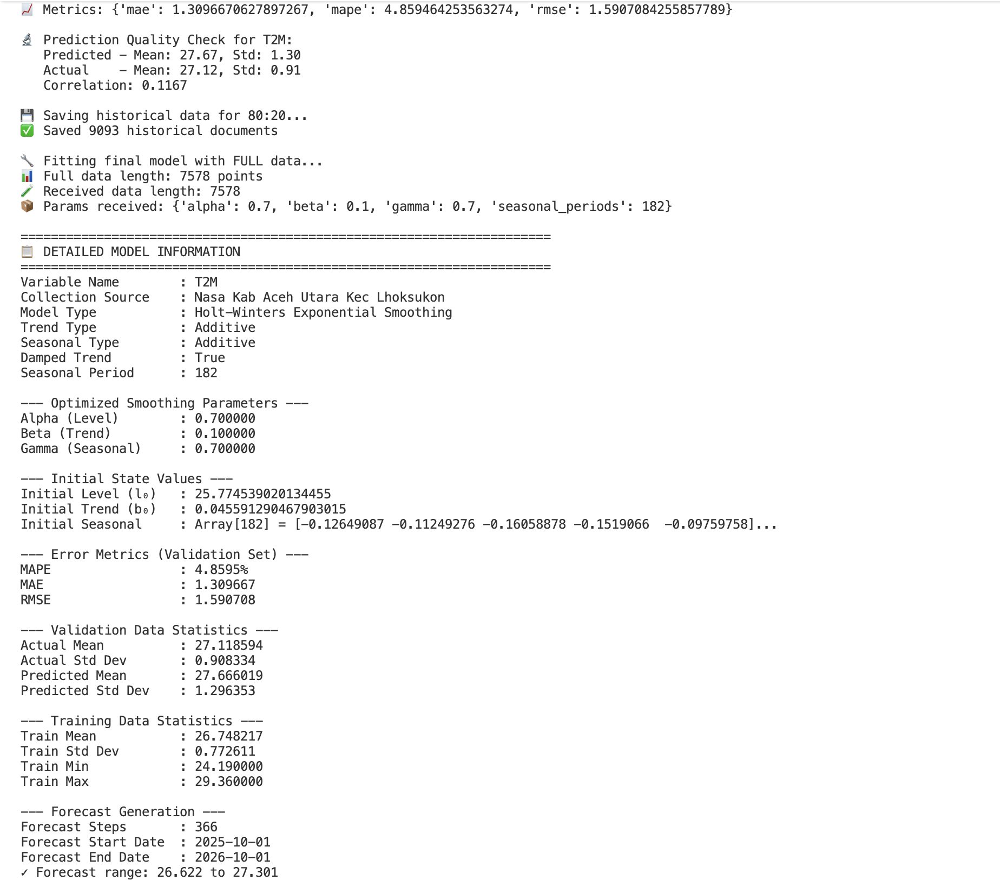 📈 Metrics: {'mae': 1.3096670627897267, 'mape': 4.859464253563274, 'rmse': 1.5907084255857789}
🔬 Prediction Quality Check for T2M:
Predicted - Mean: 27.67, Std: 1.30
Actual    - Mean: 27.12, Std: 0.91
Correlation: 0.1167
💾 Saving historical data for 80:20...
✅ Saved 9093 historical documents
🔧 Fitting final model with FULL data...
📊 Full data length: 7578 points
🧪 Received data length: 7578
📦 Params received: {'alpha': 0.7, 'beta': 0.1, 'gamma': 0.7, 'seasonal_periods': 182}
======================================================================
📋 DETAILED MODEL INFORMATION
======================================================================
Variable Name        : T2M
Collection Source    : Nasa Kab Aceh Utara Kec Lhoksukon
Model Type           : Holt-Winters Exponential Smoothing
Trend Type           : Additive
Seasonal Type        : Additive
Damped Trend         : True
Seasonal Period      : 182
--- Optimized Smoothing Parameters ---
Alpha (Level)        : 0.700000
Beta (Trend)         : 0.100000
Gamma (Seasonal)     : 0.700000
--- Initial State Values ---
Initial Level (l₀)   : 25.774539020134455
Initial Trend (b₀)   : 0.045591290467903015
Initial Seasonal     : Array[182] = [-0.12649087 -0.11249276 -0.16058878 -0.1519066  -0.09759758]...
--- Error Metrics (Validation Set) ---
MAPE                 : 4.8595%
MAE                  : 1.309667
RMSE                 : 1.590708
--- Validation Data Statistics ---
Actual Mean          : 27.118594
Actual Std Dev       : 0.908334
Predicted Mean       : 27.666019
Predicted Std Dev    : 1.296353
--- Training Data Statistics ---
Train Mean           : 26.748217
Train Std Dev        : 0.772611
Train Min            : 24.190000
Train Max            : 29.360000
--- Forecast Generation ---
Forecast Steps       : 366
Forecast Start Date  : 2025-10-01
Forecast End Date    : 2026-10-01
✓ Forecast range: 26.622 to 27.301